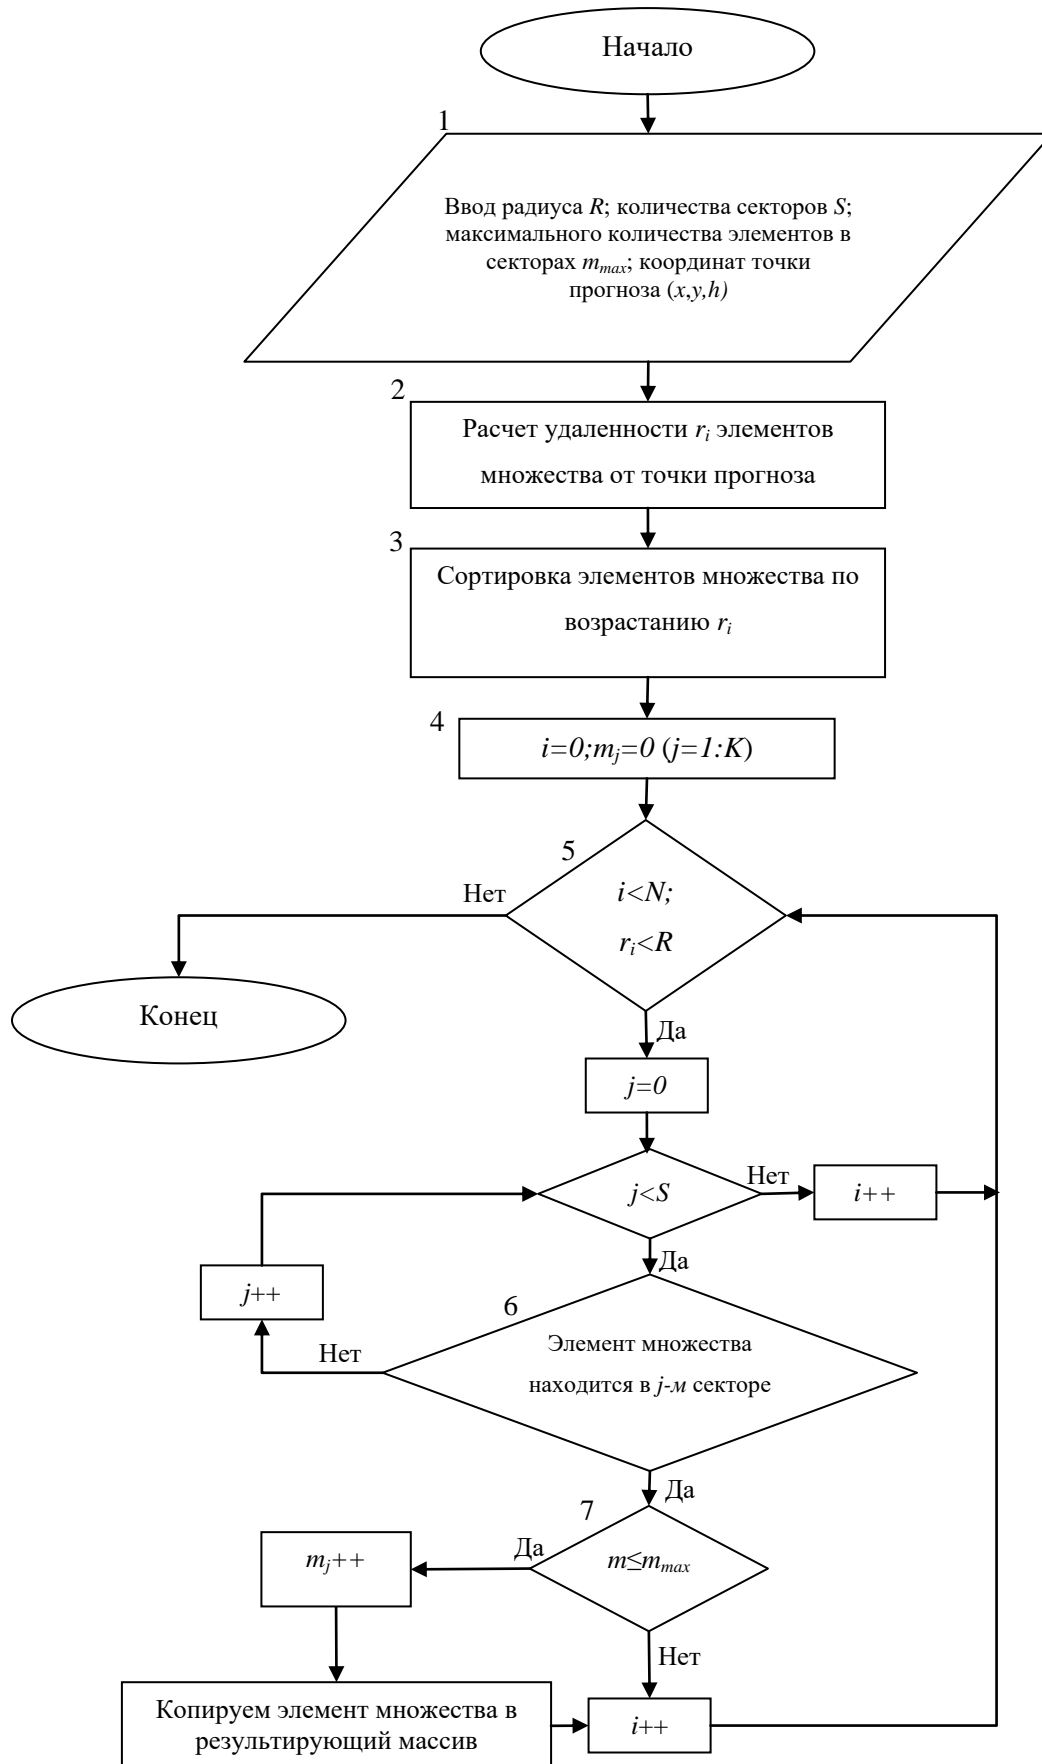 Начало
1
Ввод радиуса R; количества секторов S;
максимального количества элементов в
секторах mmax; координат точки
прогноза (x,y,h)
2
Расчет удаленности ri элементов
множества от точки прогноза
3
Сортировка элементов множества по
возрастанию ri
4
i=0;mj=0 (j=1:K)
5
i<N;
Нет
ri<R
Конец
Да
j=0
j<S
Нет
i++
Да
j++
6
Элемент множества
Нет
находится в j-м секторе
Да
7
mj++
Да
m≤mmax
Нет
Копируем элемент множества в
результирующий массив
i++